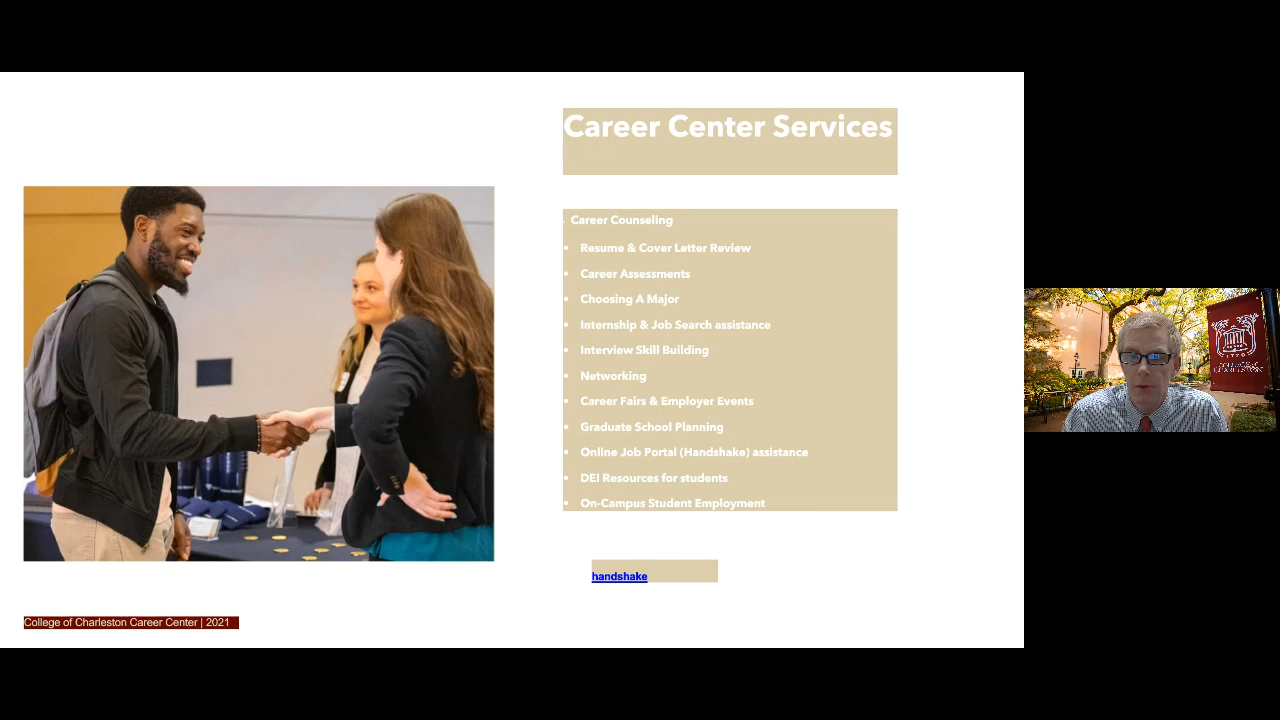 Career Center Services
Career Counseling
• Resume & Cover Letter Review
• Career Assessments
• Choosing A Major
• Internship & Job Search assistance
• Interview Skill Building
• Networking
• Career Fairs & Employer Events
• Graduate School Planning
• Online Job Portal (Handshake) assistance
• DEI Resources for students
• On-Campus Student Employment
handshake
College of Charleston Career Center | 2021